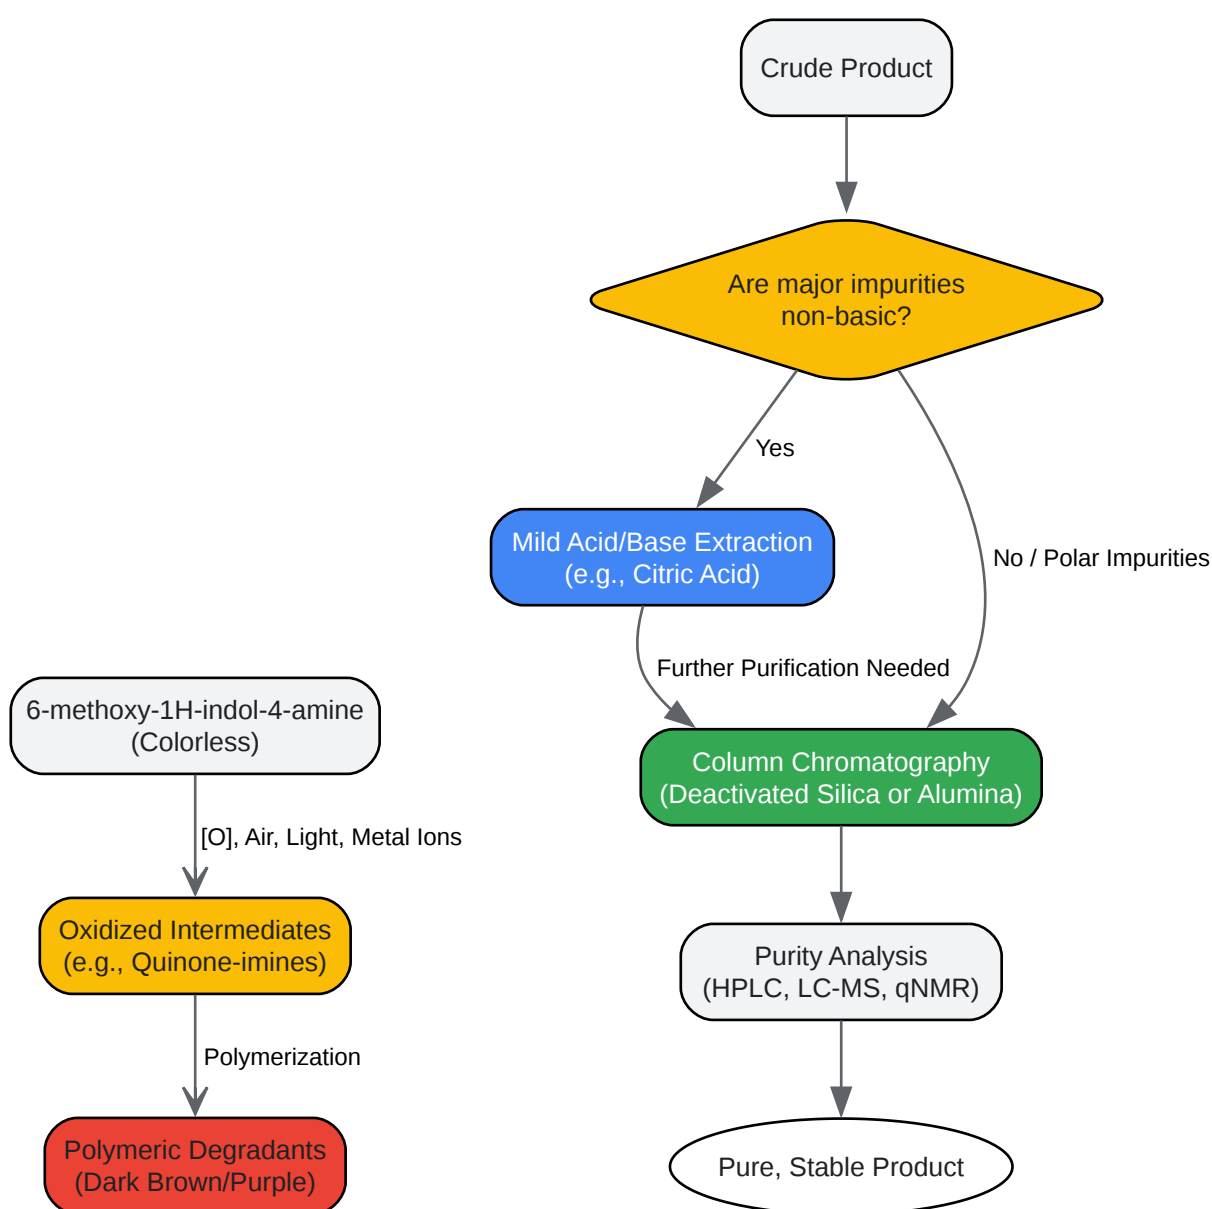 Crude Product
Are major impurities
non-basic?
Yes
Mild Acid/Base Extraction
(e.g., Citric Acid)
No / Polar Impurities
Further Purification Needed
Column Chromatography
(Deactivated Silica or Alumina)
Purity Analysis
(HPLC, LC-MS, qNMR)
Pure, Stable Product
6-methoxy-1H-indol-4-amine
(Colorless)
[O], Air, Light, Metal Ions
Oxidized Intermediates
(e.g., Quinone-imines)
Polymerization
Polymeric Degradants
(Dark Brown/Purple)